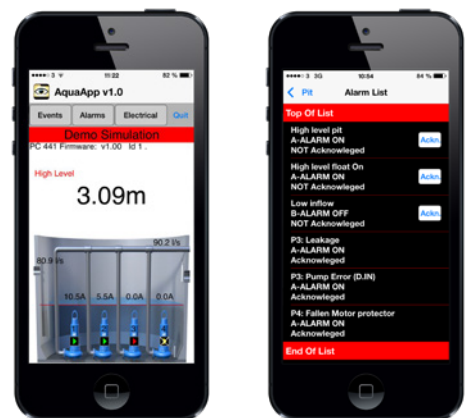 11:22
82 %
AquaApp v1.0
Events
Alarms
Electrical
Quit
Demo Simulation
PC 441 Firmware: v1.00 Id 1 .
High Level
3.09m
90.2 l/s
80.9 l/s
10.5A
5.5A
0.0A
0.0A
3 3G
10:54
84 %
Pit
Alarm List
Top Of List
High level pit
A-ALARM ON
NOT Acknowleged
Ackn.
High level float On
A-ALARM ON
NOT Acknowleged
Ackn.
Low inflow
B-ALARM OFF
NOT Acknowleged
Ackn.
P3: Leakage
A-ALARM ON
Acknowleged
P3: Pump Error (D.IN)
A-ALARM ON
Acknowleged
P4: Fallen Motor protector
A-ALARM ON
Acknowleged
End Of List